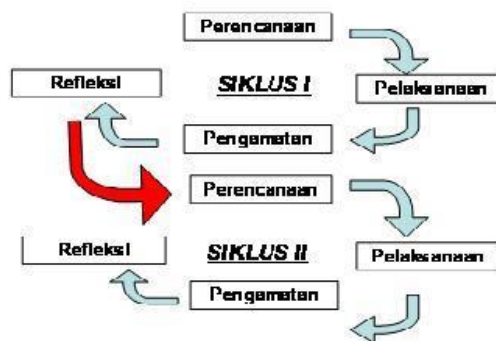 Perencanaan
Refleksi
SIKLUS I
Pelaksanaan
Pengamatan
Perencanaan
Refleksi
SIKLUS II
Pelaksanaan
Pengamatan